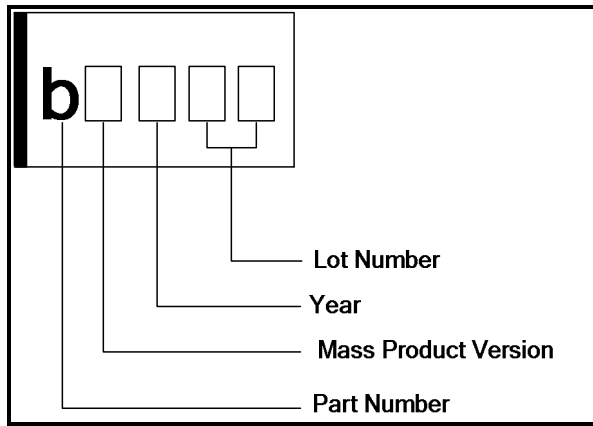 b
Lot Number
Year
Mass Product Version
Part Number